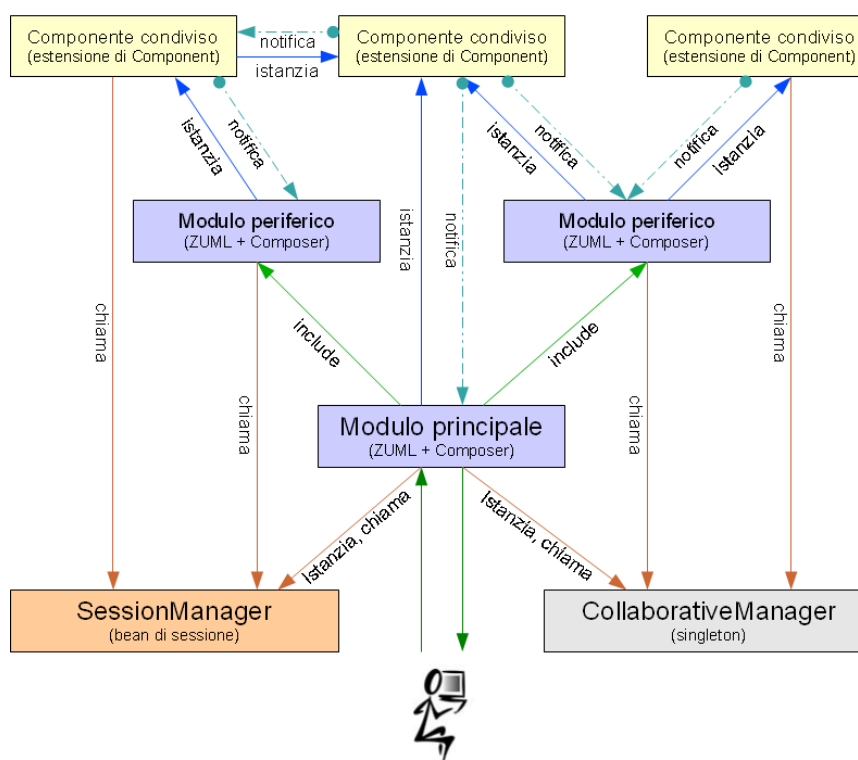 Componente condiviso
(estensione di Component)
notifica
istanzia
Componente condiviso
(estensione di Component)
Componente condiviso
(estensione di Component)
istanzia
notifica
istanzia
notifica
notifica
Istanzia
Modulo periferico
(ZUML + Composer)
istanzia
notifica
Modulo periferico
(ZUML + Composer)
chiama
include
include
chiama
chiama
chiama
Modulo principale
(ZUML + Composer)
Istanzia, chiama
Istanzia, chiama
SessionManager
(bean di sessione)
CollaborativeManager
(singleton)